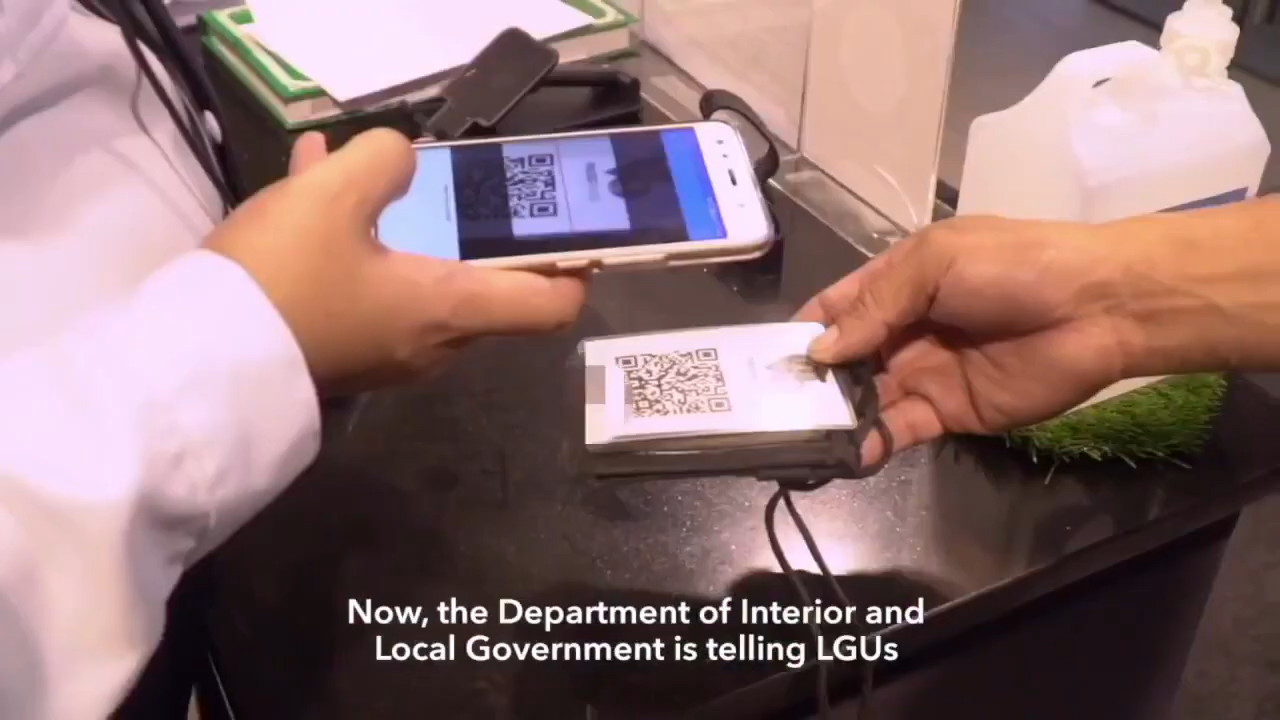 Now, the Department of Interior and
Local Government is telling LGUs